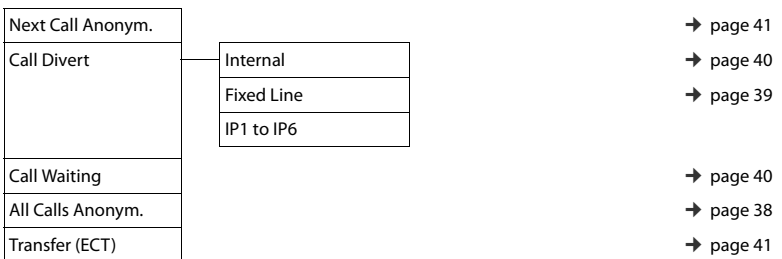 Next Call Anonym. ➔ page 41
Call Divert Internal ➔ page 40
Fixed Line ➔ page 39
IP1 to IP6
Call Waiting ➔ page 40
All Calls Anonym. ➔ page 38
Transfer (ECT) ➔ page 41